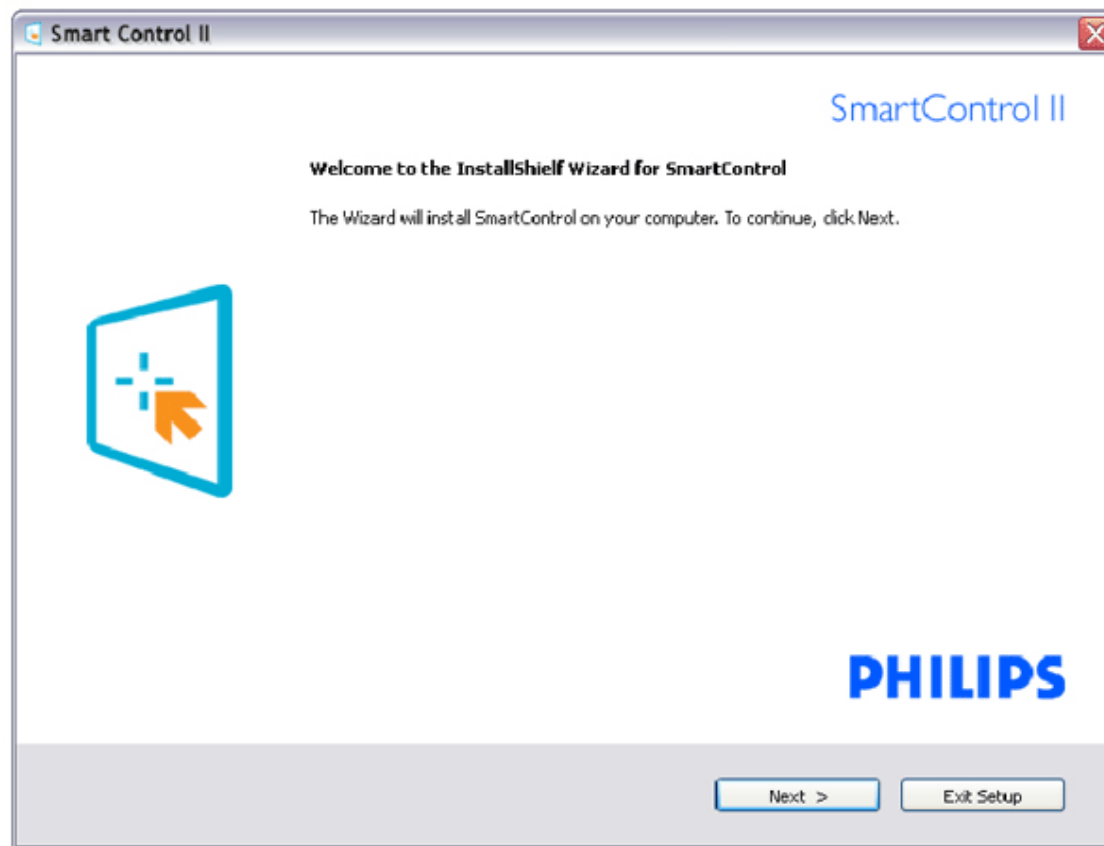 Smart Control II
SmartControl II
Welcome to the InstallShielf Wizard for SmartControl
The Wizard will install SmartControl on your computer. To continue, click Next.
PHILIPS
Next >
Exit Setup